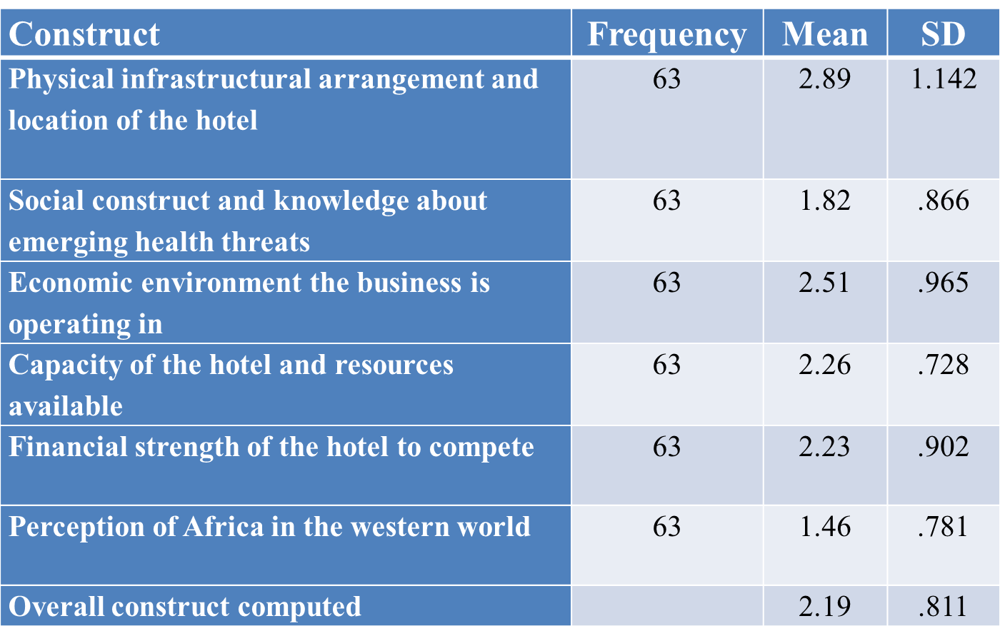 Construct Frequency Mean SD
Physical infrastructural arrangement and 63 2.89 1.142
location of the hotel
Social construct and knowledge about 63 1.82 .866
emerging health threats
Economic environment the business is 63 2.51 .965
operating in
Capacity of the hotel and resources 63 2.26 .728
available
Financial strength of the hotel to compete 63 2.23 .902
Perception of Africa in the western world 63 1.46 .781
Overall construct computed 2.19 .811